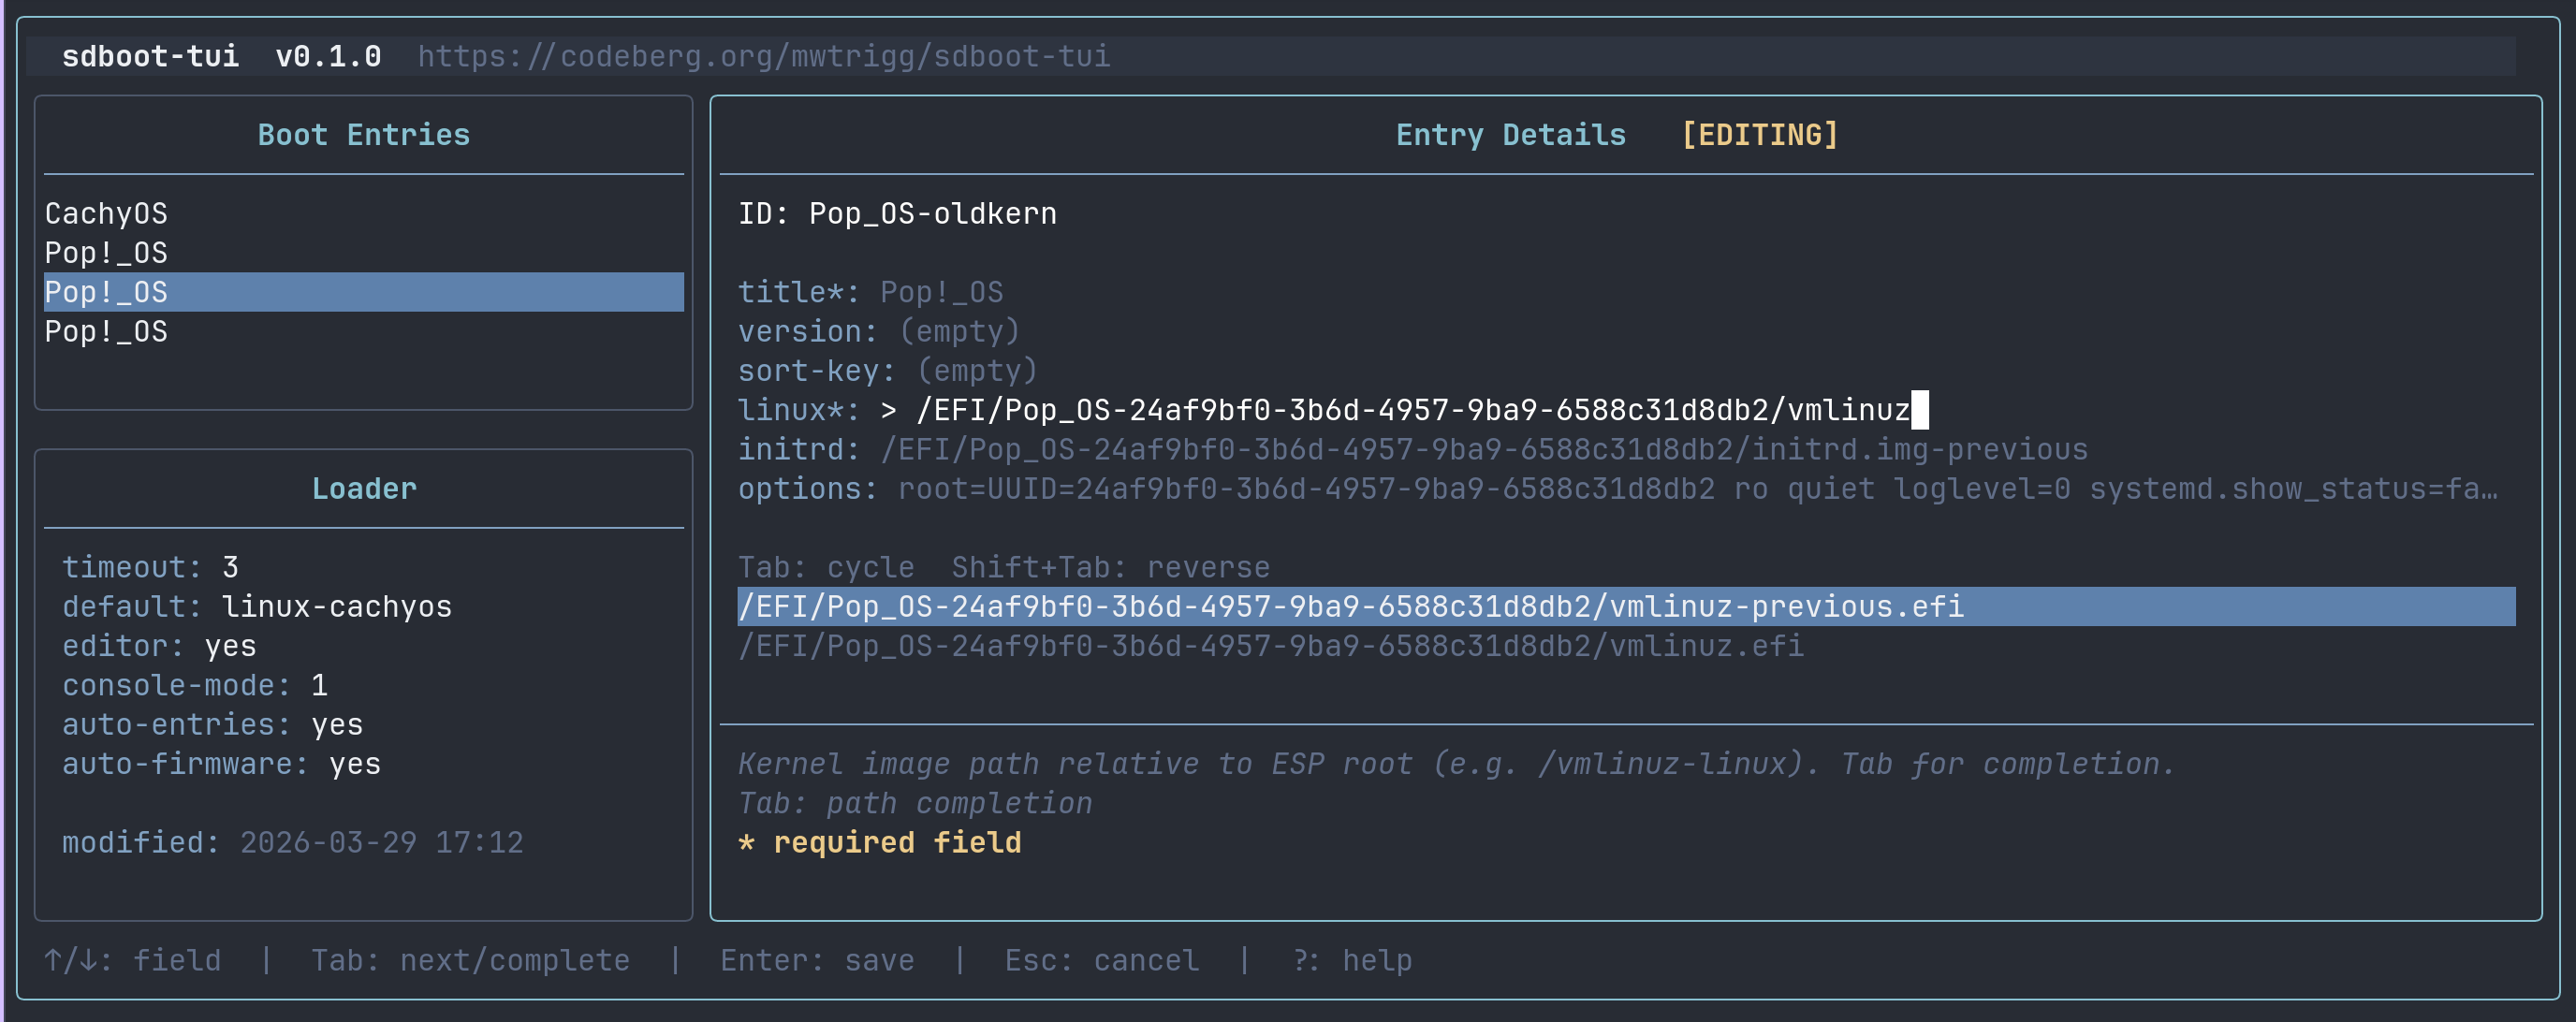 sdboot-tui v0.1.0 https://codeberg.org/mwtrigg/sdboot-tui
Boot Entries
CachyOS
Pop!_OS
Pop!_OS
Pop!_OS
Loader
timeout: 3
default: linux-cachyos
editor: yes
console-mode: 1
auto-entries: yes
auto-firmware: yes
modified: 2026-03-29 17:12
Entry Details [EDITING]
ID: Pop_OS-oldkern
title*: Pop!_OS
version: (empty)
sort-key: (empty)
linux*: > /EFI/Pop_OS-24af9bf0-3b6d-4957-9ba9-6588c31d8db2/vmlinuz
initrd: /EFI/Pop_OS-24af9bf0-3b6d-4957-9ba9-6588c31d8db2/initrd.img-previous
options: root=UUID=24af9bf0-3b6d-4957-9ba9-6588c31d8db2 ro quiet loglevel=0 systemd.show_status=fa…
Tab: cycle Shift+Tab: reverse
/EFI/Pop_OS-24af9bf0-3b6d-4957-9ba9-6588c31d8db2/vmlinuz-previous.efi
/EFI/Pop_OS-24af9bf0-3b6d-4957-9ba9-6588c31d8db2/vmlinuz.efi
Kernel image path relative to ESP root (e.g. /vmlinuz-linux). Tab for completion.
Tab: path completion
* required field
↑/↓: field | Tab: next/complete | Enter: save | Esc: cancel | ?: help